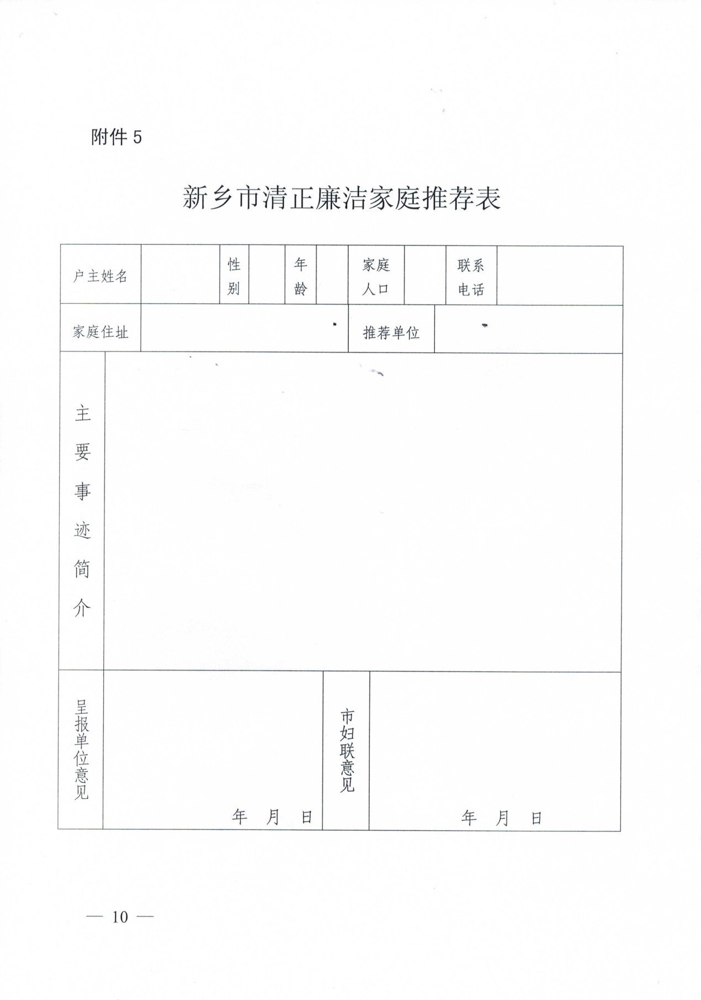 附件 5
新乡市清正廉洁家庭推荐表
户主姓名
性
别
年
龄
家庭
人口
联系
电话
家庭住址
推荐单位
主
要
事
迹
简
介
呈报单位意见
年 月 日
市妇联意见
年 月 日
— 10 —